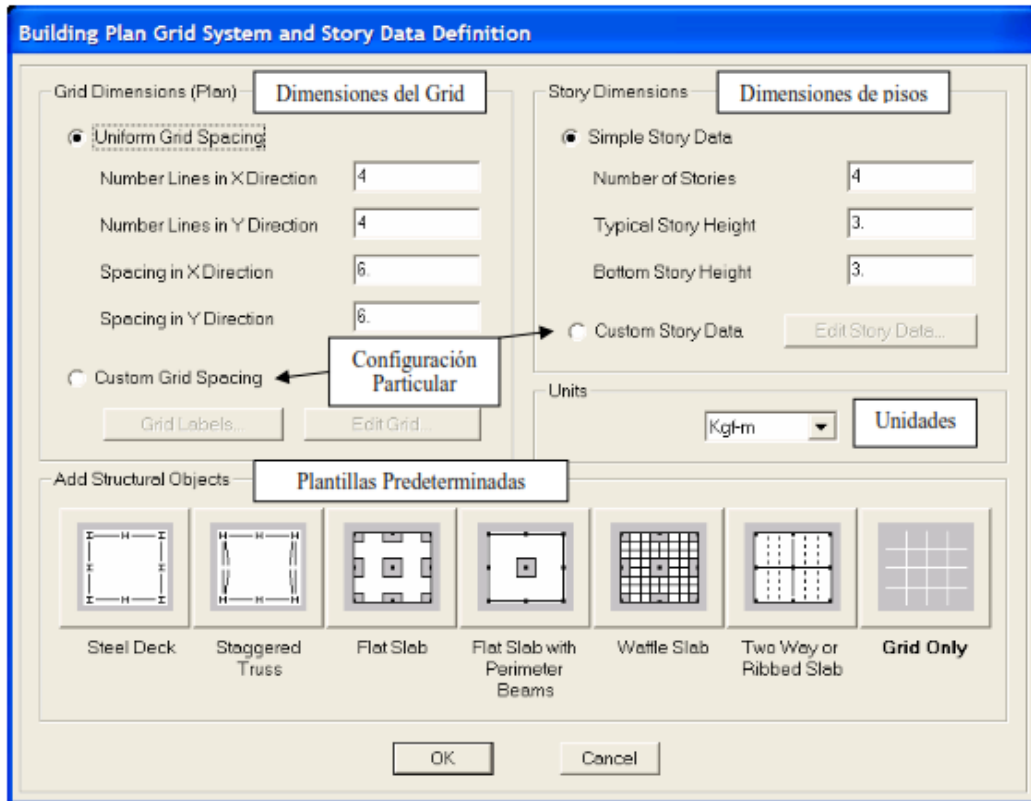 Building Plan Grid System and Story Data Definition
Grid Dimensions (Plan)
Dimensiones del Grid
Uniform Grid Spacing
Number Lines in X Direction
4
Number Lines in Y Direction
4
Spacing in X Direction
6.
Spacing in Y Direction
6.
Custom Grid Spacing
Grid Labels...
Edit Grid...
Configuración
Particular
Story Dimensions
Dimensiones de pisos
Simple Story Data
Number of Stories
4
Typical Story Height
3.
Bottom Story Height
3.
Custom Story Data
Edit Story Data...
Units
Kgf-m
Unidades
Add Structural Objects
Plantillas Predeterminadas
Steel Deck
Staggered
Truss
Flat Slab
Flat Slab with
Perimeter
Beams
Waffle Slab
Two Way or
Ribbed Slab
Grid Only
OK
Cancel